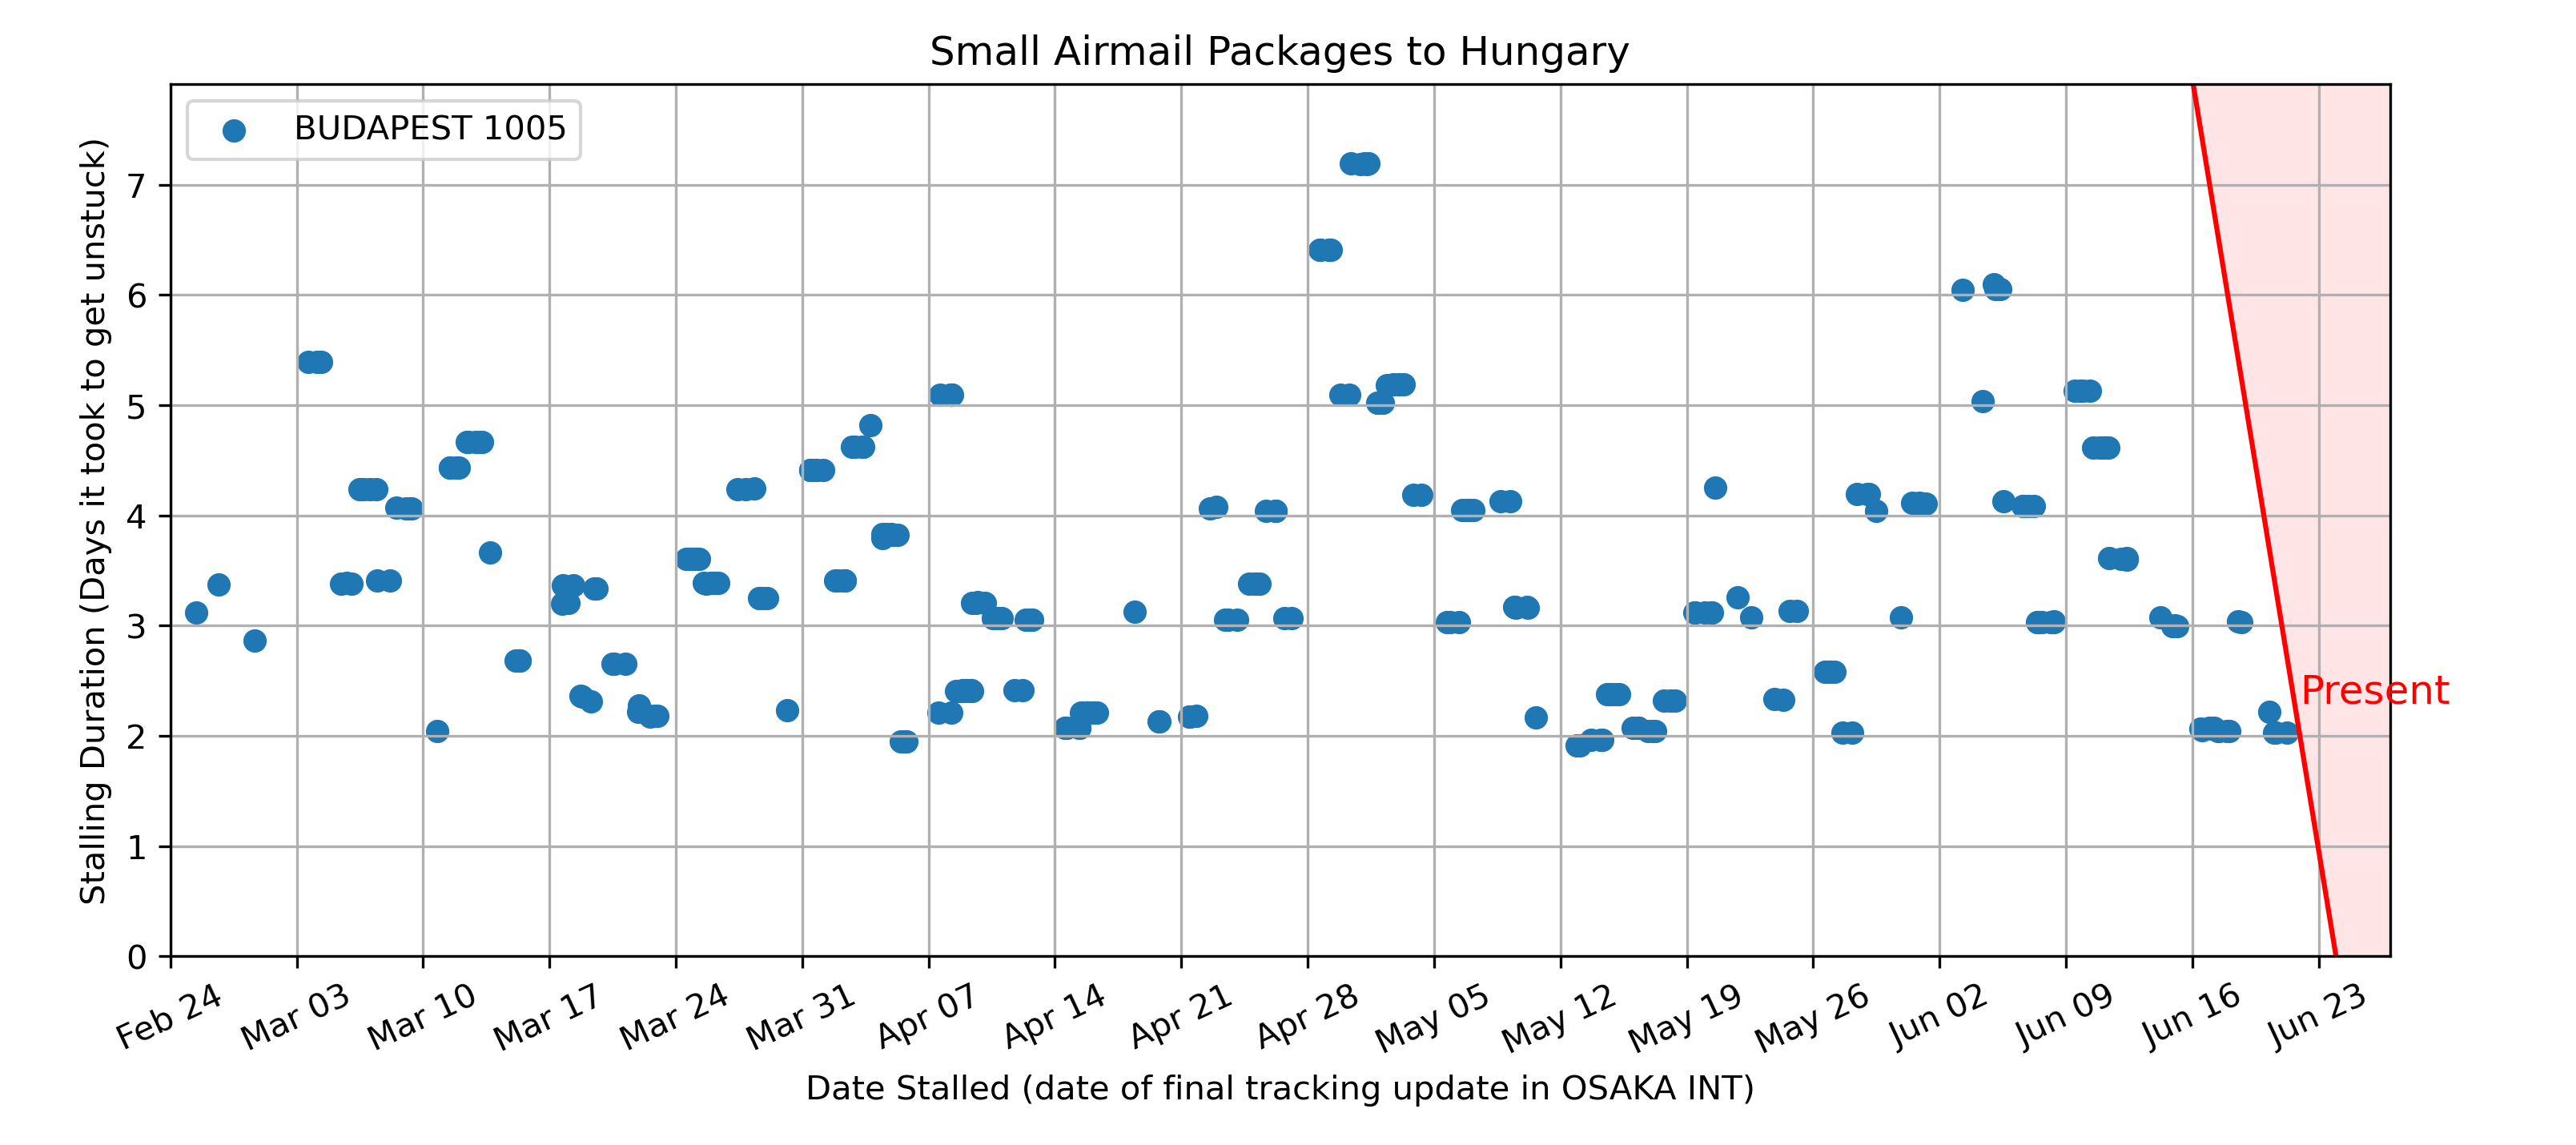 Small Airmail Packages to Hungary
BUDAPEST 1005
Stalling Duration (Days it took to get unstuck)
7
6
5
4
3
2
1
0
Present
Feb 24
Mar 03
Mar 10
Mar 17
Mar 24
Mar 31
Apr 07
Apr 14
Apr 21
Apr 28
May 05
May 12
May 19
May 26
Jun 02
Jun 09
Jun 16
Jun 23
Date Stalled (date of final tracking update in OSAKA INT)